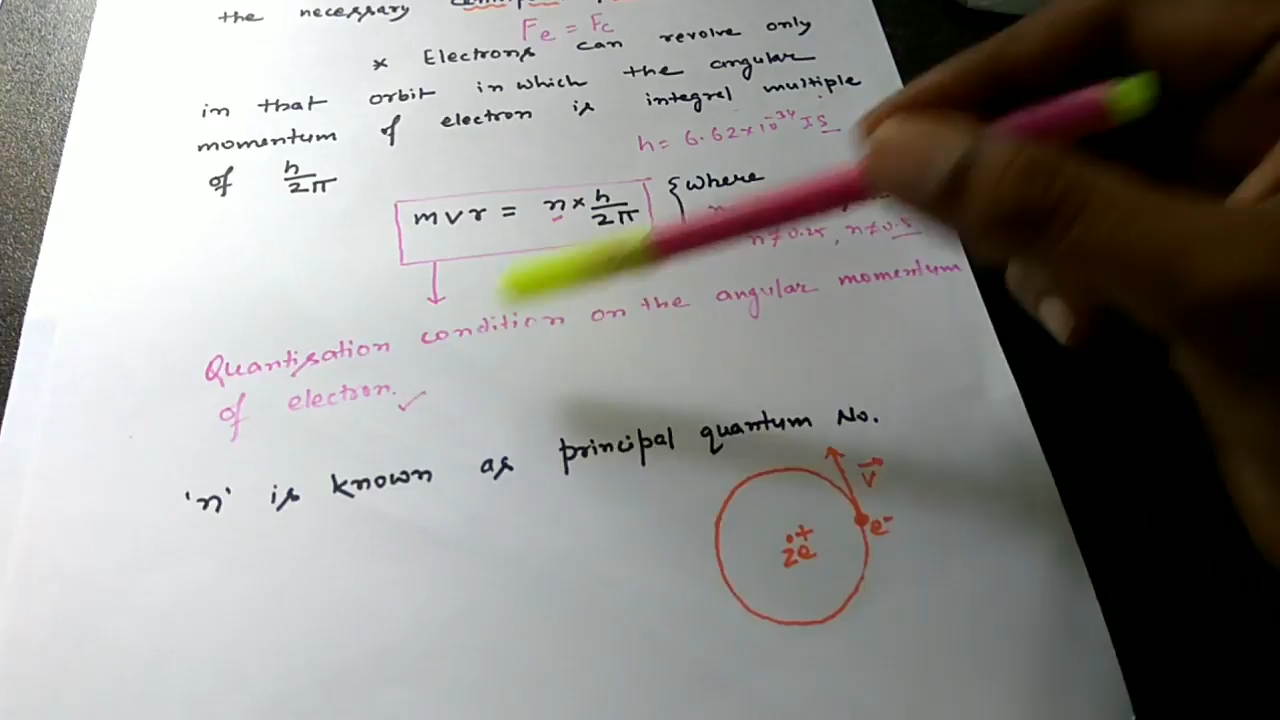 the necessary
Fe = Fc
* Electrons can revolve only
in that orbit in which the angular
momentum of electron is integral multiple
of h/2π
h = 6.62×10⁻³⁴ JS
mvr = n × h/2π
{ where
n
n≠0.25, n≠0.5
Quantisation condition on the angular momentum
of electron. ✓
'n' is known as principal quantum No.
v⃗
e⁻
+
Ze